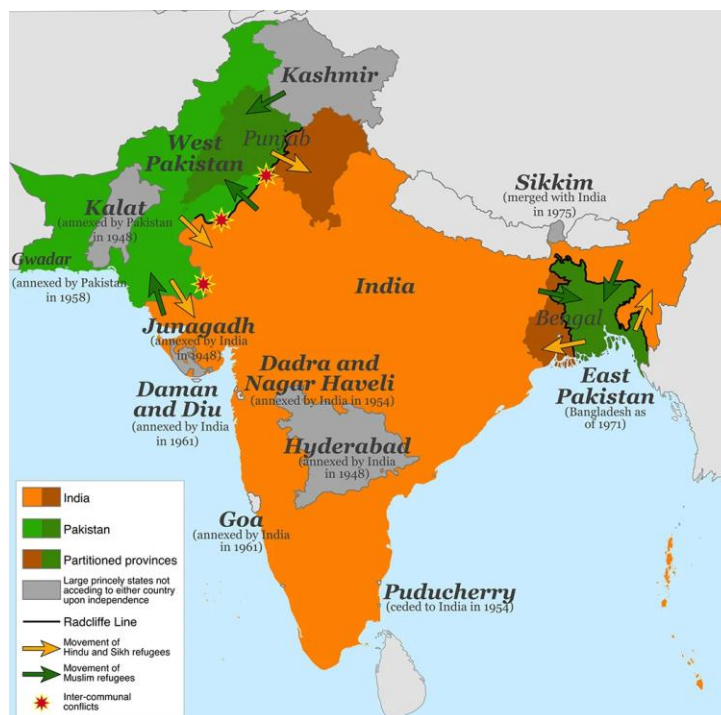 Kashmir
Punjab
West
Pakistan
Sikkim
(merged with India
in 1975)
Kalat
(annexed by Pakistan
in 1948)
Gwadar
(annexed by Pakistan
in 1958)
India
Bengal
Junagadh
(annexed by India
in 1948)
Dadra and
Nagar Haveli
(annexed by India in 1954)
Daman
and Diu
(annexed by India
in 1961)
East
Pakistan
(Bangladesh as
of 1971)
Hyderabad
(annexed by India
in 1948)
Goa
(annexed by India
in 1961)
Puducherry
(ceded to India in 1954)
India
Pakistan
Partitioned provinces
Large princely states not
acceding to either country
upon independence
Radcliffe Line
Movement of
Hindu and Sikh refugees
Movement of
Muslim refugees
Inter-communal
conflicts